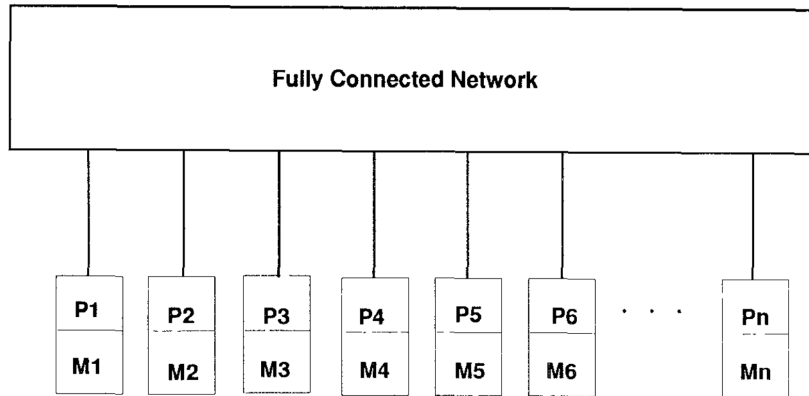 Fully Connected Network
P1 P2 P3 P4 P5 P6 . . . Pn
M1 M2 M3 M4 M5 M6 Mn